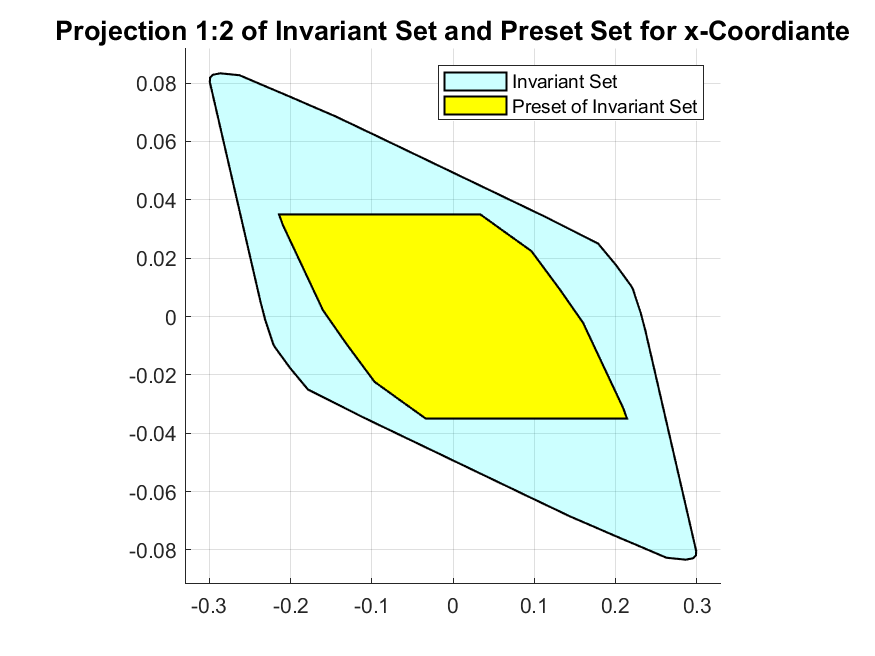 Projection 1:2 of Invariant Set and Preset Set for x-Coordiante
Invariant Set
Preset of Invariant Set
0.08
0.06
0.04
0.02
0
-0.02
-0.04
-0.06
-0.08
-0.3 -0.2 -0.1 0 0.1 0.2 0.3